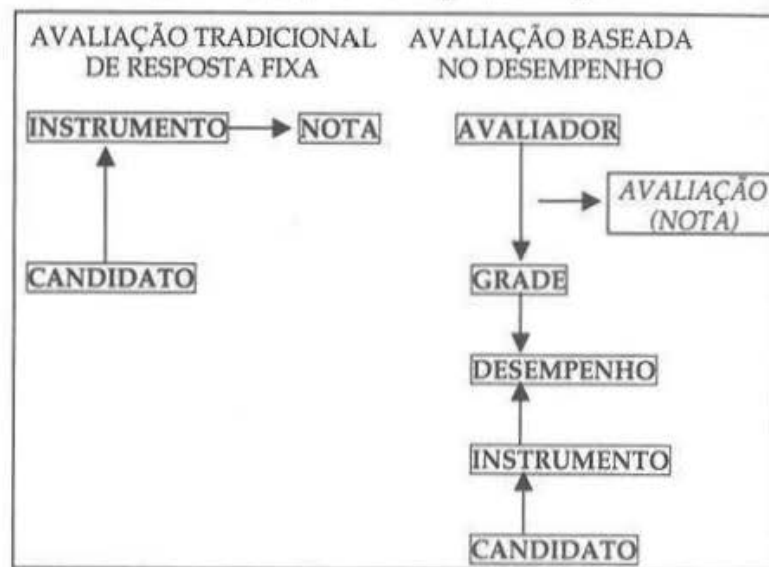 AVALIAÇÃO TRADICIONAL
DE RESPOSTA FIXA
INSTRUMENTO
NOTA
CANDIDATO
AVALIAÇÃO BASEADA
NO DESEMPENHO
AVALIADOR
AVALIAÇÃO
(NOTA)
GRADE
DESEMPENHO
INSTRUMENTO
CANDIDATO